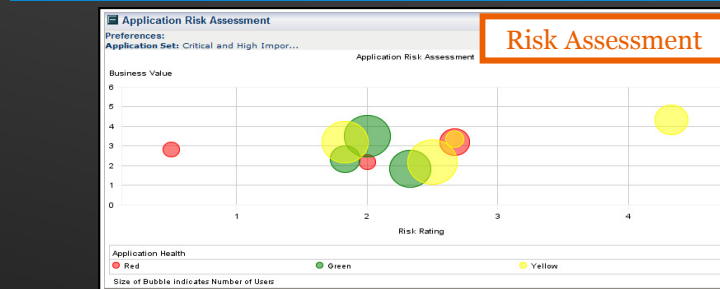 Application Risk Assessment
Risk Assessment
Preferences:
Application Set: Critical and High Impor...
Application Risk Assessment
Business Value
6
5
4
3
2
1
0
1 2 3 4
Risk Rating
Application Health
Red Green Yellow
Size of Bubble indicates Number of Users